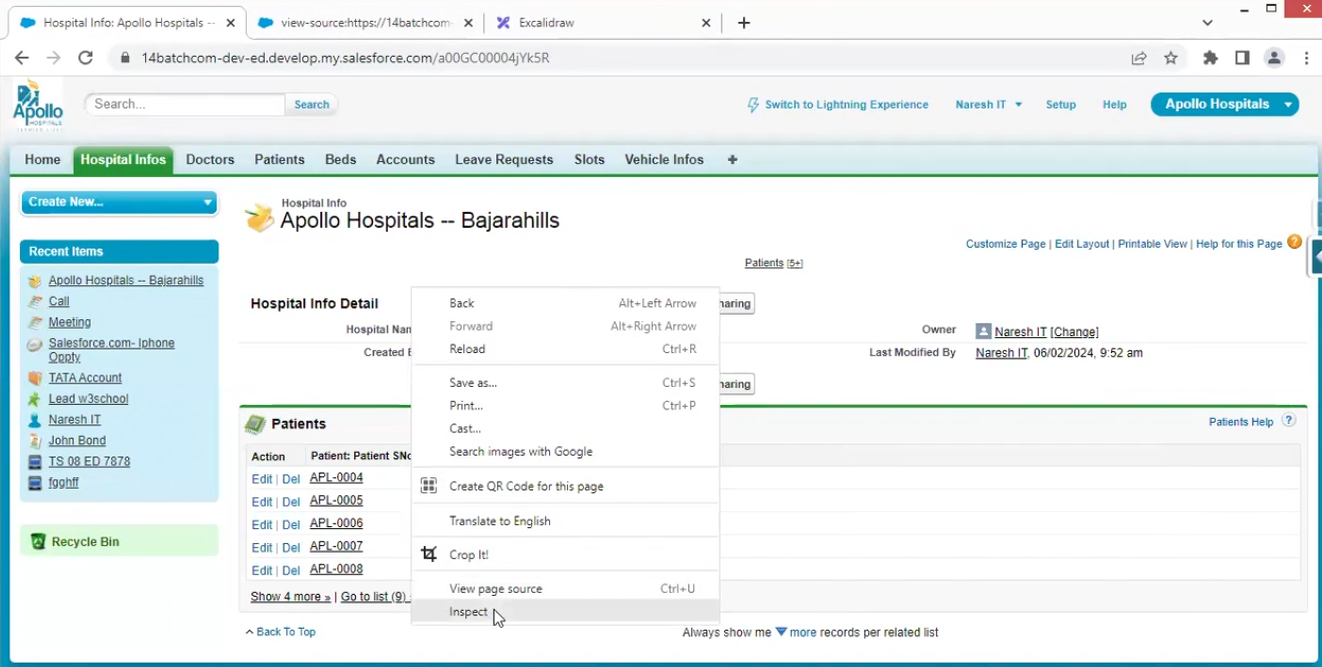 Hospital Info: Apollo Hospitals --
view-source:https://14batchcom-
Excalidraw
14batchcom-dev-ed.develop.my.salesforce.com/a00GC00004jYk5R
Apollo
HOSPITALS
Search...
Search
Switch to Lightning Experience
Naresh IT
Setup
Help
Apollo Hospitals
Home
Hospital Infos
Doctors
Patients
Beds
Accounts
Leave Requests
Slots
Vehicle Infos
Create New...
Recent Items
Apollo Hospitals -- Bajarahills
Call
Meeting
Salesforce.com- Iphone
Oppty
TATA Account
Lead w3school
Naresh IT
John Bond
TS 08 ED 7878
fgghff
Recycle Bin
Hospital Info
Apollo Hospitals -- Bajarahills
Customize Page | Edit Layout | Printable View | Help for this Page
Patients [5+]
Hospital Info Detail
haring
Hospital Nam
Owner
Naresh IT [Change]
Created B
Last Modified By
Naresh IT, 06/02/2024, 9:52 am
haring
Patients
Patients Help
Action
Patient: Patient SNo
Edit | Del APL-0004
Edit | Del APL-0005
Edit | Del APL-0006
Edit | Del APL-0007
Edit | Del APL-0008
Show 4 more » | Go to list (9)
Back To Top
Always show me more records per related list
Back Alt+Left Arrow
Forward Alt+Right Arrow
Reload Ctrl+R
Save as... Ctrl+S
Print... Ctrl+P
Cast...
Search images with Google
Create QR Code for this page
Translate to English
Crop It!
View page source Ctrl+U
Inspect